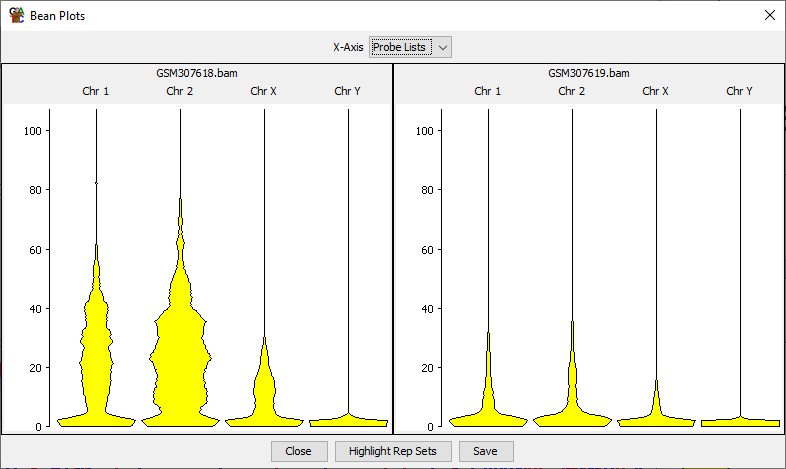 Bean Plots
X-Axis Probe Lists
GSM307618.bam
Chr 1 Chr 2 Chr X Chr Y
100
80
60
40
20
0
GSM307619.bam
Chr 1 Chr 2 Chr X Chr Y
100
80
60
40
20
0
Close Highlight Rep Sets Save